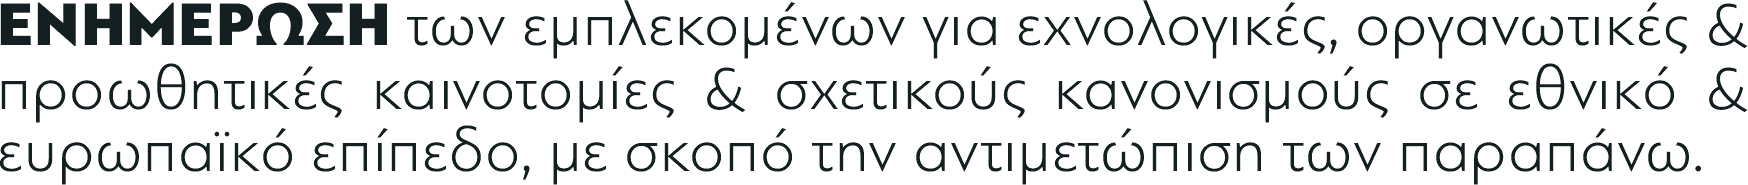 ΕΝΗΜΕΡΩΣΗ των εμπλεκομένων για εχνολογικές, οργανωτικές &
προωθητικές καινοτομίες & σχετικούς κανονισμούς σε εθνικό &
ευρωπαϊκό επίπεδο, με σκοπό την αντιμετώπιση των παραπάνω.